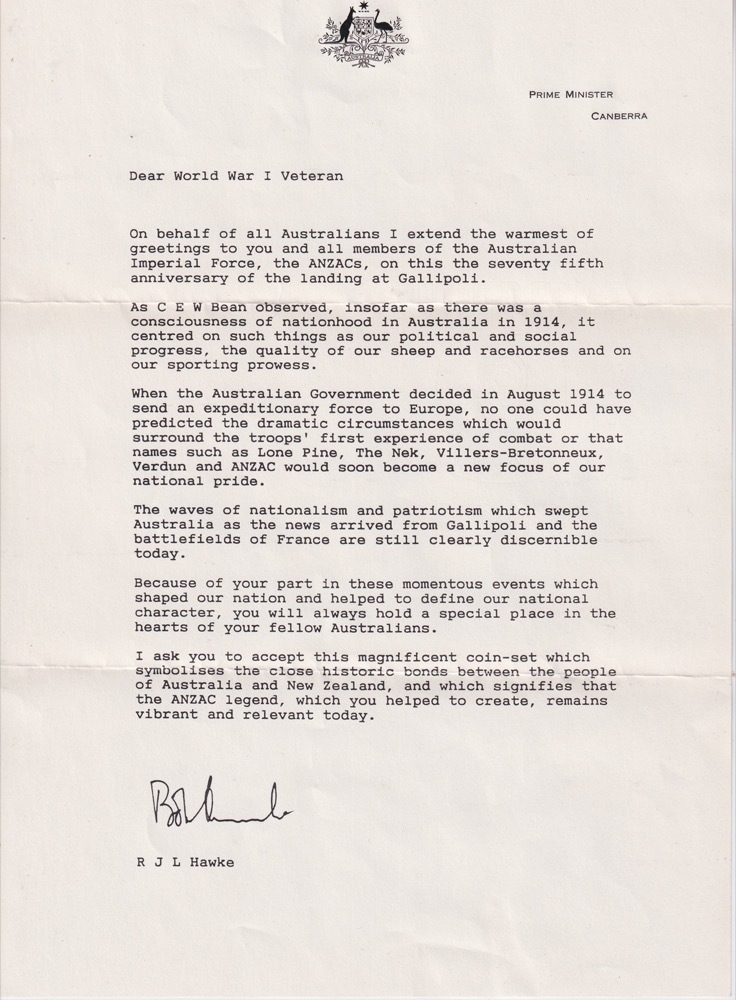 AUSTRALIA
PRIME MINISTER
CANBERRA
Dear World War I Veteran
On behalf of all Australians I extend the warmest of
greetings to you and all members of the Australian
Imperial Force, the ANZACs, on this the seventy fifth
anniversary of the landing at Gallipoli.
As C E W Bean observed, insofar as there was a
consciousness of nationhood in Australia in 1914, it
centred on such things as our political and social
progress, the quality of our sheep and racehorses and on
our sporting prowess.
When the Australian Government decided in August 1914 to
send an expeditionary force to Europe, no one could have
predicted the dramatic circumstances which would
surround the troops' first experience of combat or that
names such as Lone Pine, The Nek, Villers-Bretonneux,
Verdun and ANZAC would soon become a new focus of our
national pride.
The waves of nationalism and patriotism which swept
Australia as the news arrived from Gallipoli and the
battlefields of France are still clearly discernible
today.
Because of your part in these momentous events which
shaped our nation and helped to define our national
character, you will always hold a special place in the
hearts of your fellow Australians.
I ask you to accept this magnificent coin-set which
symbolises the close historic bonds between the people
of Australia and New Zealand, and which signifies that
the ANZAC legend, which you helped to create, remains
vibrant and relevant today.
R J L Hawke